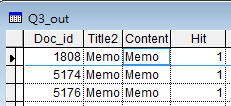 Q3_out
Doc_id Title2 Content Hit
1808 Memo Memo 1
5174 Memo Memo 1
5176 Memo Memo 1